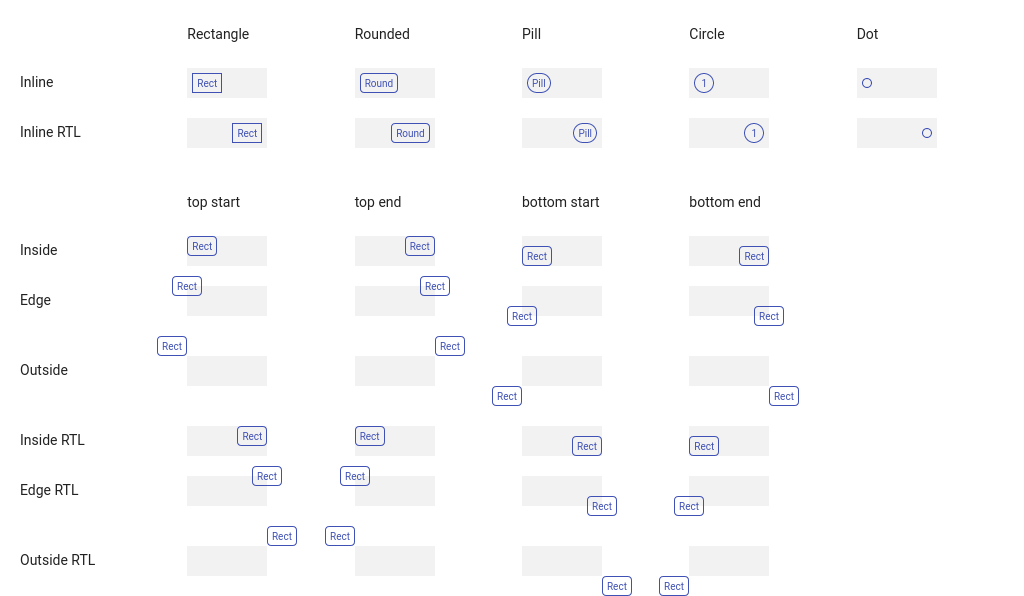 Rectangle Rounded Pill Circle Dot
Inline Rect Round Pill 1
Inline RTL Rect Round Pill 1
top start top end bottom start bottom end
Inside Rect Rect Rect Rect
Edge Rect Rect Rect Rect
Outside Rect Rect Rect Rect
Inside RTL Rect Rect Rect Rect
Edge RTL Rect Rect Rect Rect
Outside RTL Rect Rect Rect Rect